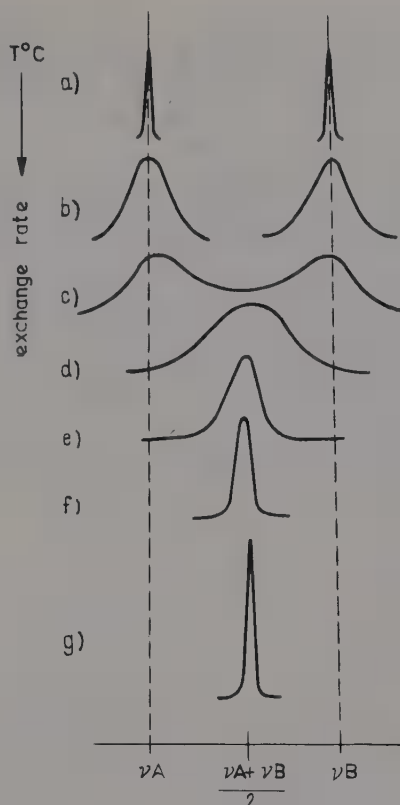 T°C
exchange rate
a)
b)
c)
d)
e)
f)
g)
νA
νA+ νB
2
νB